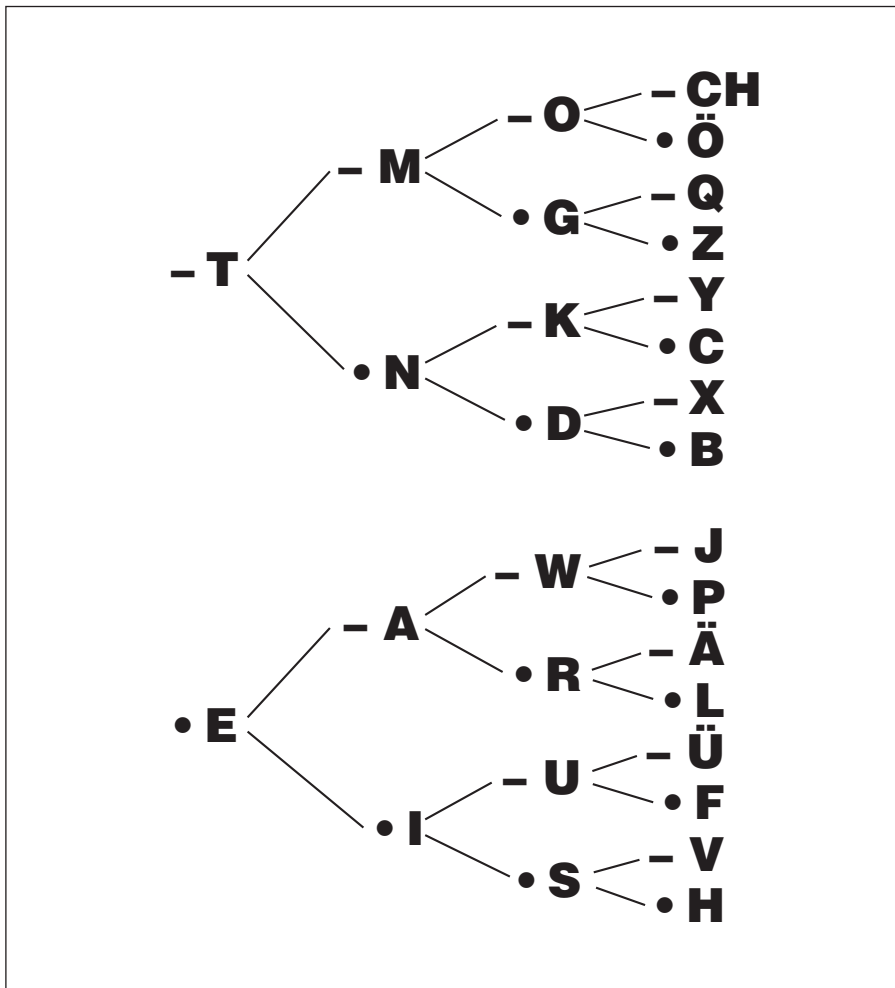 – CH
– O
• Ö
– M
– Q
• G
• Z
– T
– Y
– K
• C
• N
– X
• D
• B
– J
– W
• P
– A
– Ä
• R
• L
• E
– Ü
– U
• F
• I
– V
• S
• H